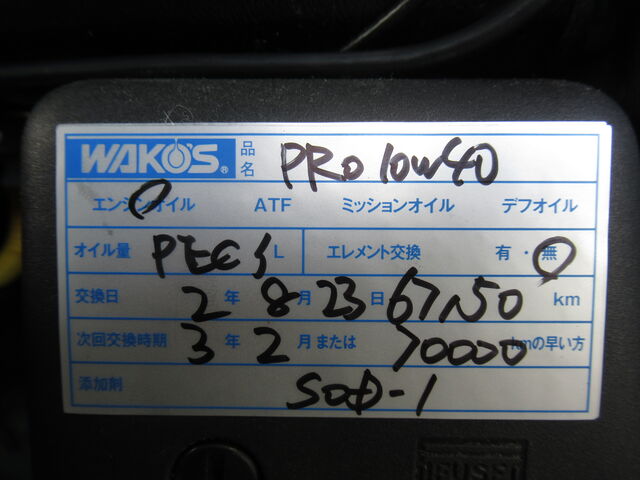 WAKO'S® 品名 PRO 10W40
エンジンオイル ATF ミッションオイル デフオイル
オイル量 PECS L エレメント交換 有・無
交換日 2年 8月 23日 67150 km
次回交換時期 3年 2月または 70000 kmの早い方
添加剤 SOD-1